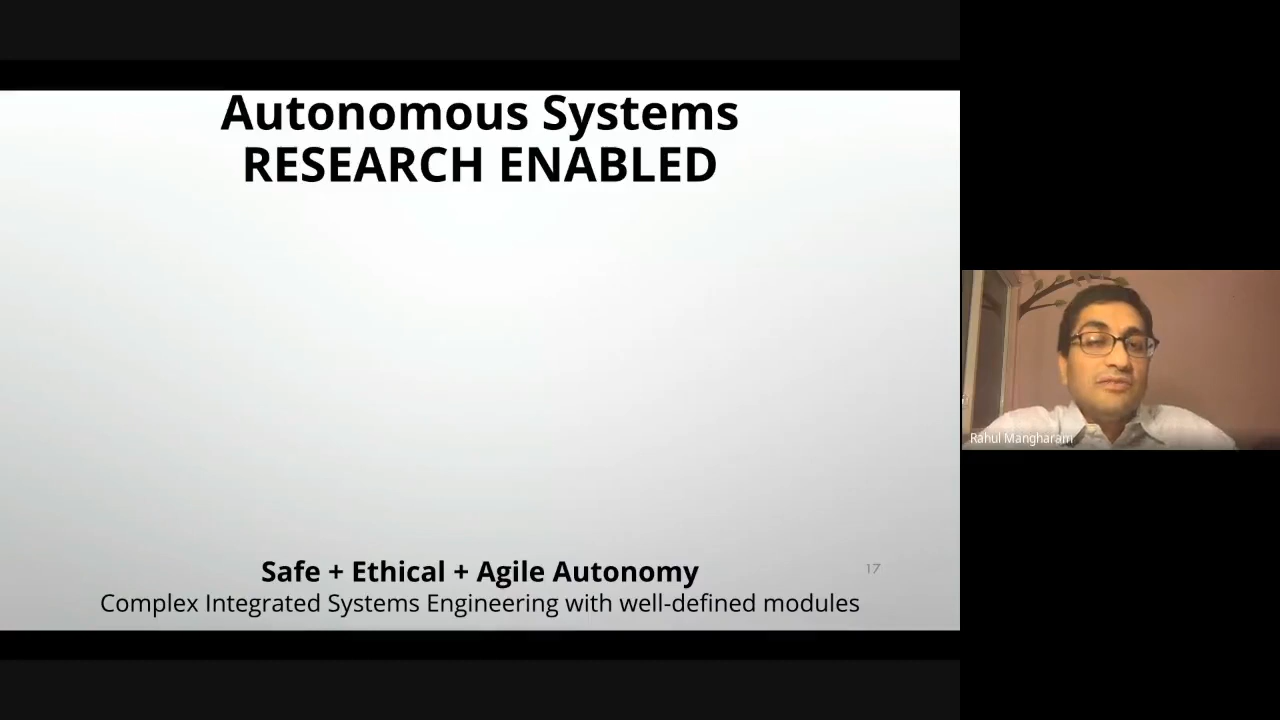 Autonomous Systems
RESEARCH ENABLED
Safe + Ethical + Agile Autonomy
17
Complex Integrated Systems Engineering with well-defined modules
Rahul Mangharam